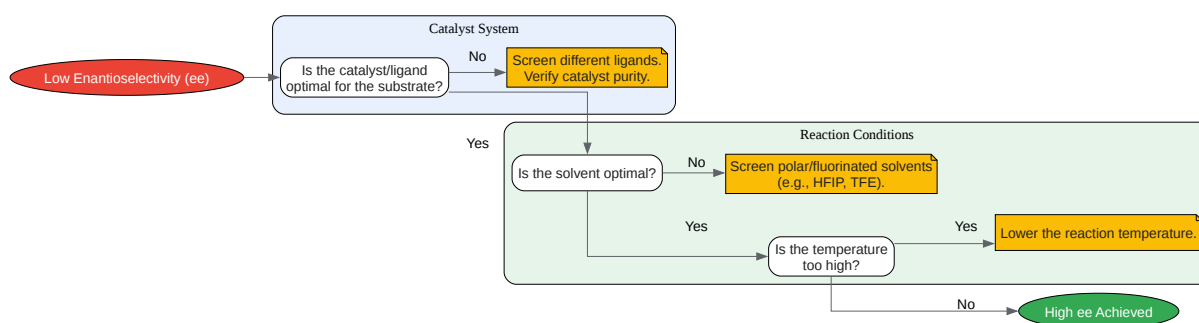 Catalyst System
Low Enantioselectivity (ee)
Is the catalyst/ligand
optimal for the substrate?
No
Screen different ligands.
Verify catalyst purity.
Yes
Reaction Conditions
Is the solvent optimal?
No
Screen polar/fluorinated solvents
(e.g., HFIP, TFE).
Yes
Is the temperature
too high?
Yes
Lower the reaction temperature.
No
High ee Achieved